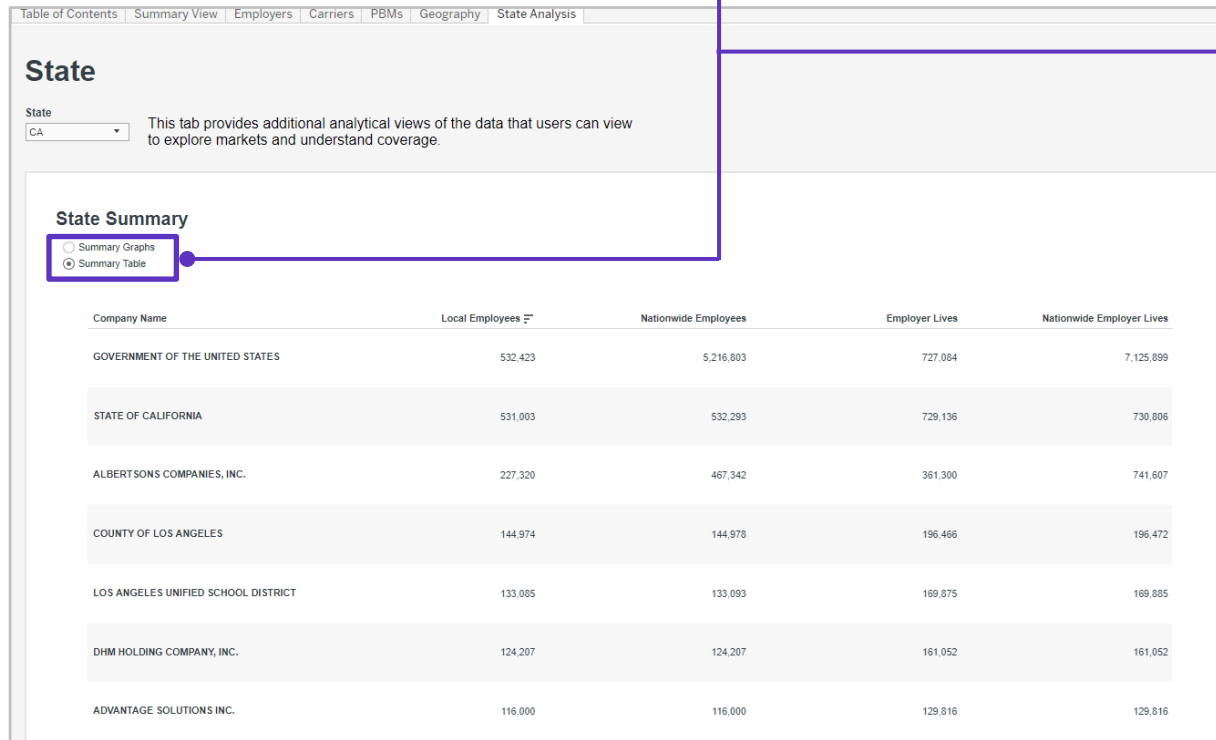 Table of Contents Summary View Employers Carriers PBMs Geography State Analysis
State
State
CA
This tab provides additional analytical views of the data that users can view
to explore markets and understand coverage.
State Summary
Summary Graphs
Summary Table
Company Name Local Employees Nationwide Employees Employer Lives Nationwide Employer Lives
GOVERNMENT OF THE UNITED STATES 532,423 5,216,803 727,084 7,125,899
STATE OF CALIFORNIA 531,003 532,293 729,136 730,806
ALBERTSONS COMPANIES, INC. 227,320 467,342 361,300 741,607
COUNTY OF LOS ANGELES 144,974 144,978 196,466 196,472
LOS ANGELES UNIFIED SCHOOL DISTRICT 133,085 133,093 169,875 169,885
DHM HOLDING COMPANY, INC. 124,207 124,207 161,052 161,052
ADVANTAGE SOLUTIONS INC. 116,000 116,000 129,816 129,816